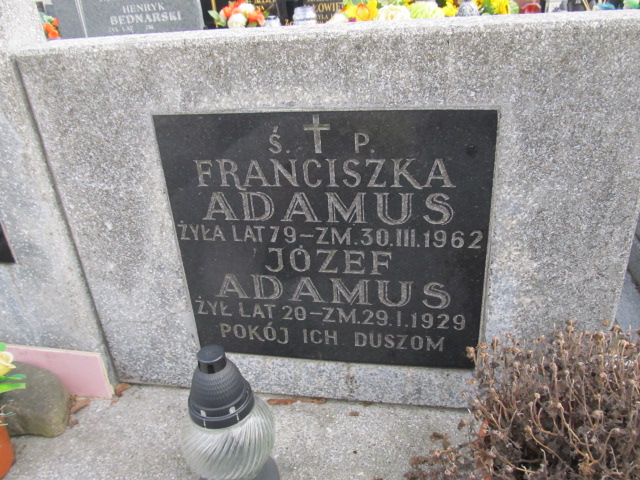 HENRYK
BEDNARSKI
Ś. P.
FRANCISZKA
ADAMUS
ŻYŁA LAT 79 – ZM. 30.III.1962
JÓZEF
ADAMUS
ŻYŁ LAT 20 – ZM. 29.I.1929
POKÓJ ICH DUSZOM